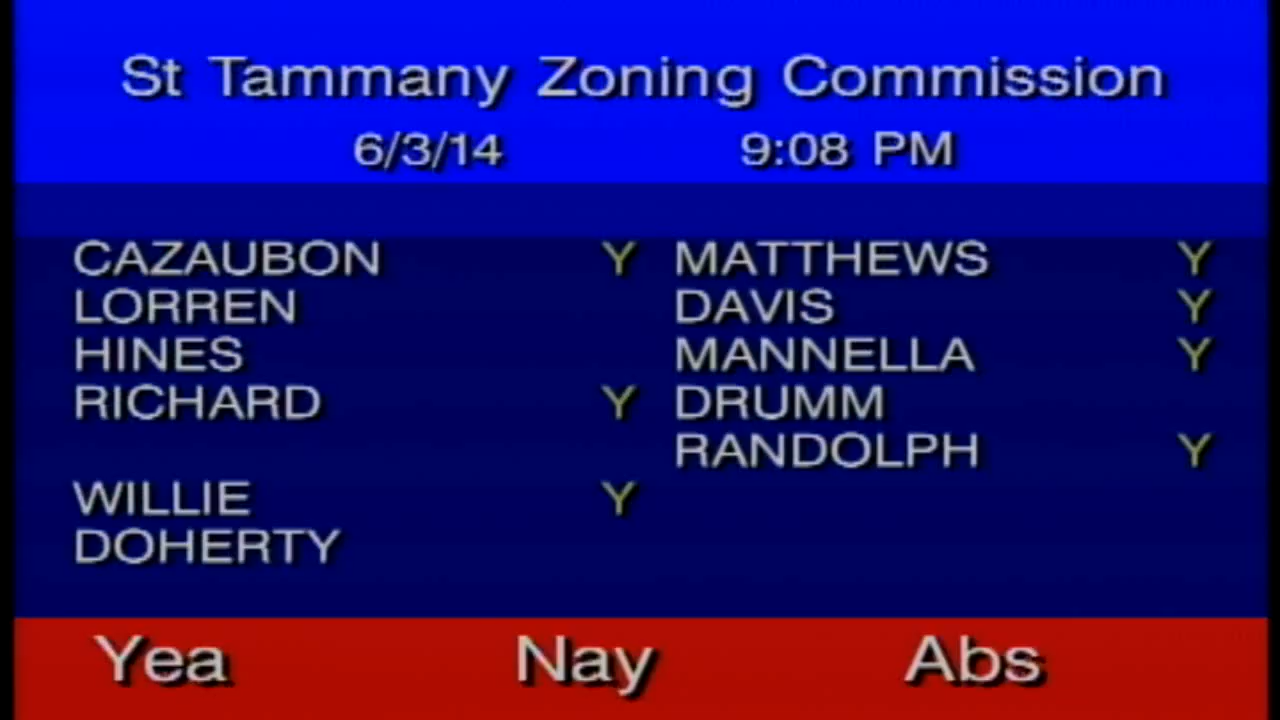 St Tammany Zoning Commission
6/3/14 9:08 PM
CAZAUBON Y MATTHEWS Y
LORREN DAVIS Y
HINES MANNELLA Y
RICHARD Y DRUMM
RANDOLPH Y
WILLIE Y
DOHERTY
Yea Nay Abs